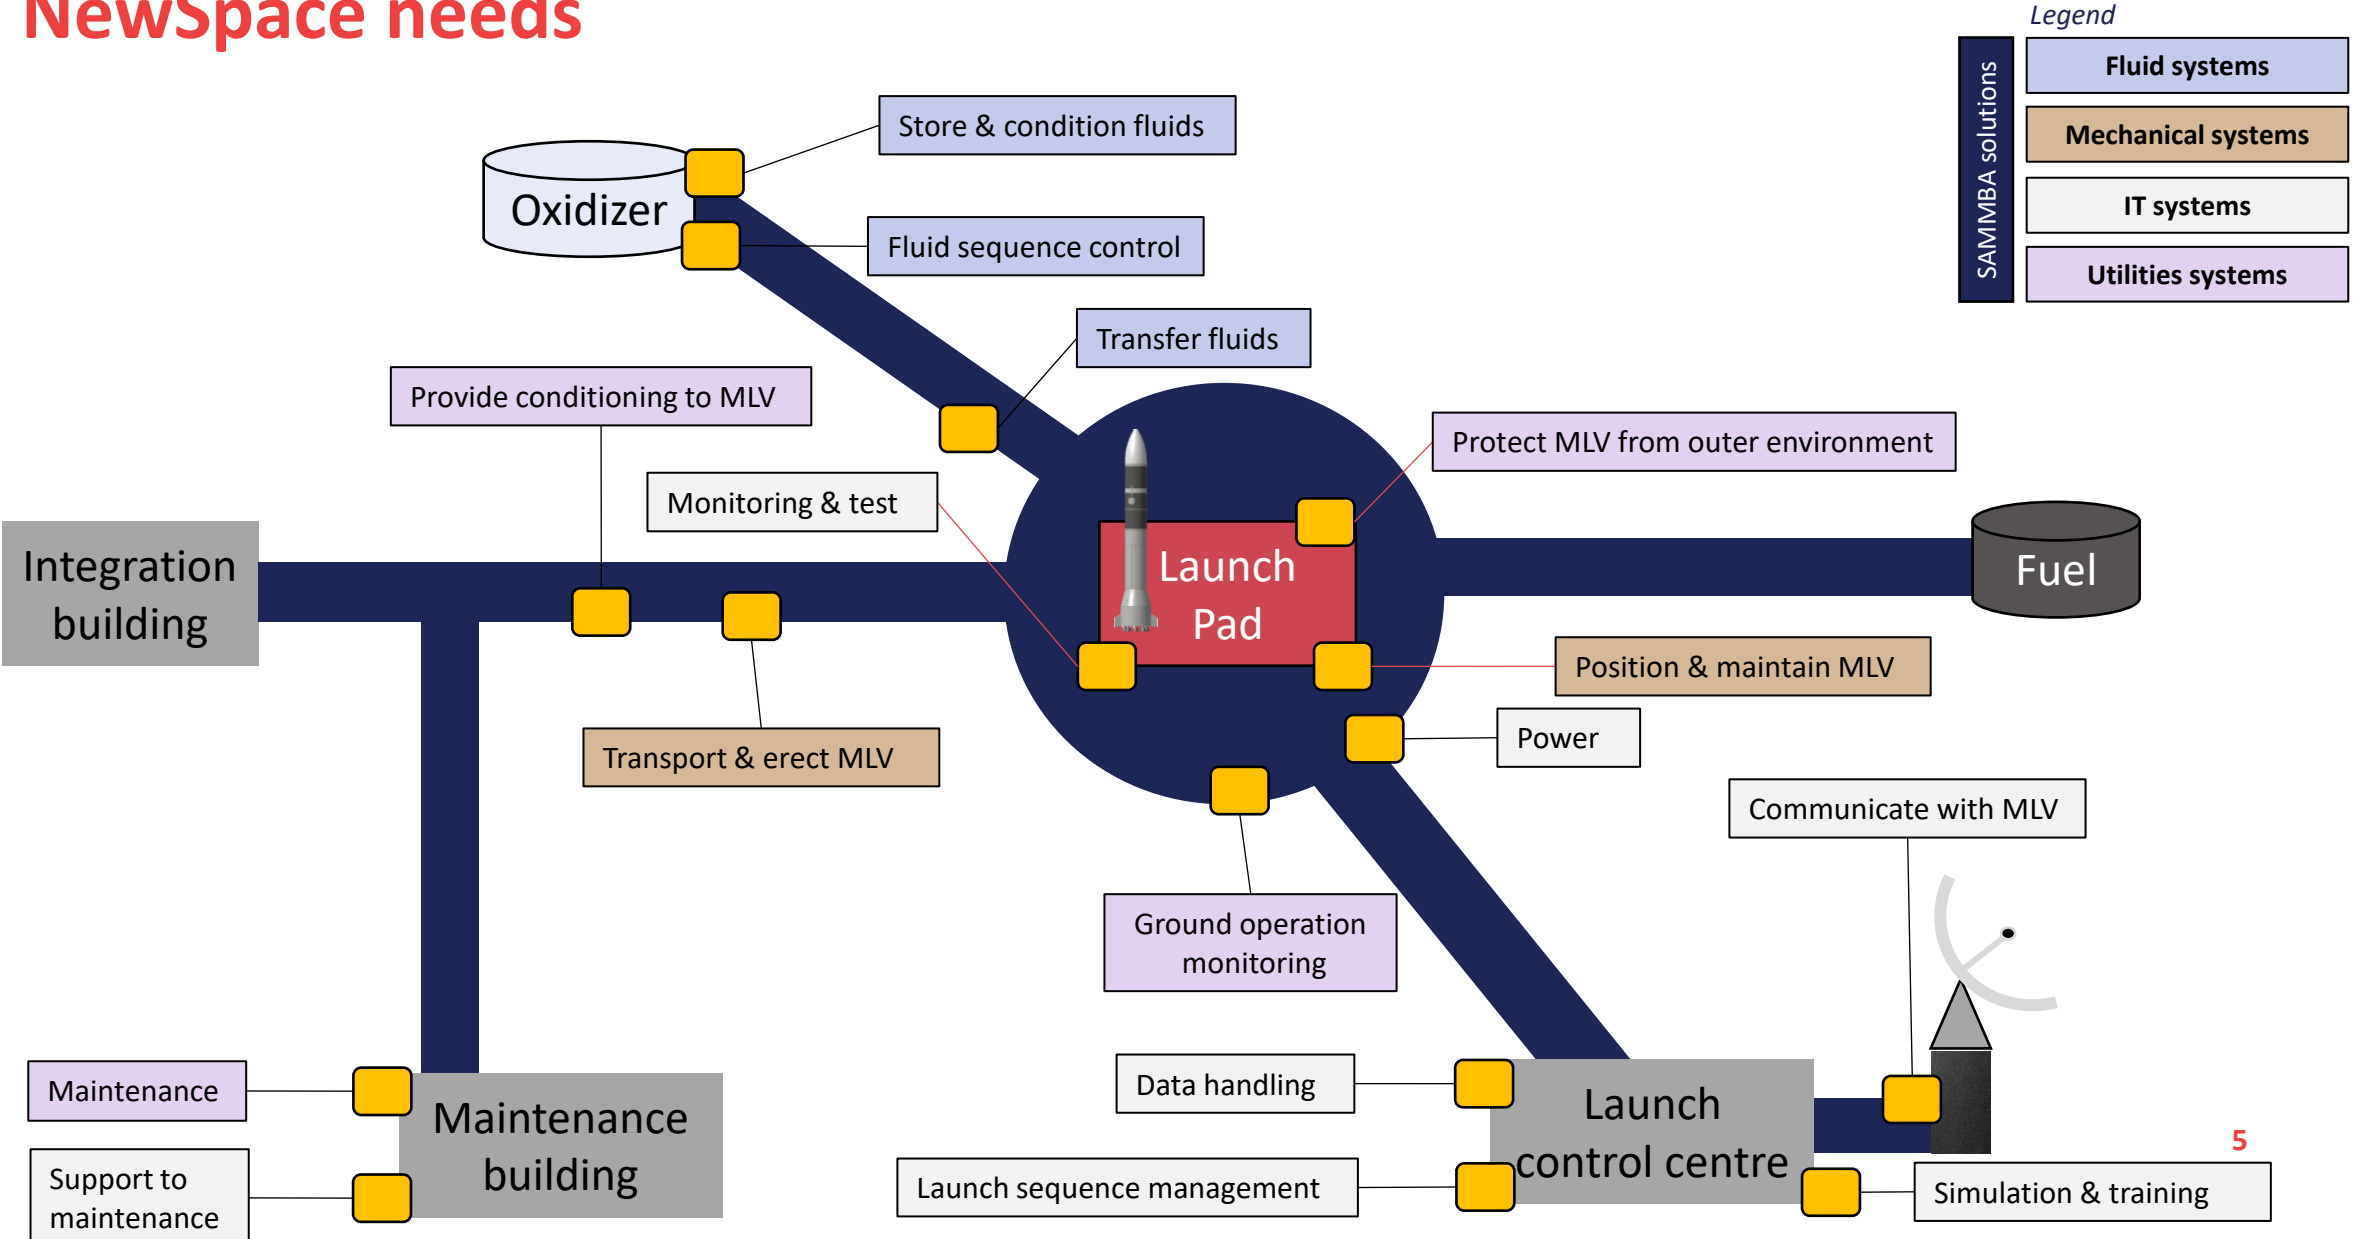 NewSpace needs
Legend
SAMMBA solutions
Fluid systems
Mechanical systems
IT systems
Utilities systems
Store & condition fluids
Oxidizer
Fluid sequence control
Transfer fluids
Provide conditioning to MLV
Protect MLV from outer environment
Monitoring & test
Integration
building
Launch
Pad
Fuel
Position & maintain MLV
Power
Transport & erect MLV
Communicate with MLV
Ground operation
monitoring
Maintenance
Maintenance
building
Support to
maintenance
Data handling
Launch
control centre
Launch sequence management
Simulation & training
5